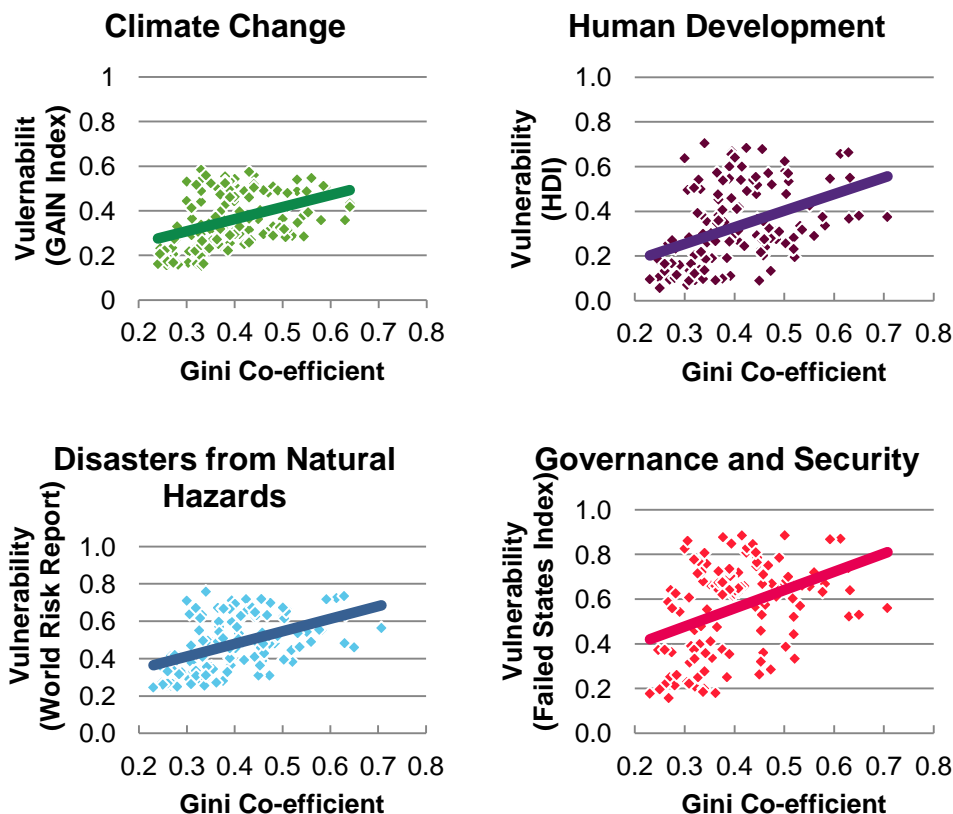 Climate Change
Vulernabilit
(GAIN Index)
1
0.8
0.6
0.4
0.2
0
0.2 0.3 0.4 0.5 0.6 0.7 0.8
Gini Co-efficient
Human Development
Vulnerability
(HDI)
1.0
0.8
0.6
0.4
0.2
0.0
0.2 0.3 0.4 0.5 0.6 0.7 0.8
Gini Co-efficient
Disasters from Natural
Hazards
Vulnerability
(World Risk Report)
1.0
0.8
0.6
0.4
0.2
0.0
0.2 0.3 0.4 0.5 0.6 0.7 0.8
Gini Co-efficient
Governance and Security
Vulnerability
(Failed States Index)
1.0
0.8
0.6
0.4
0.2
0.0
0.2 0.3 0.4 0.5 0.6 0.7 0.8
Gini Co-efficient